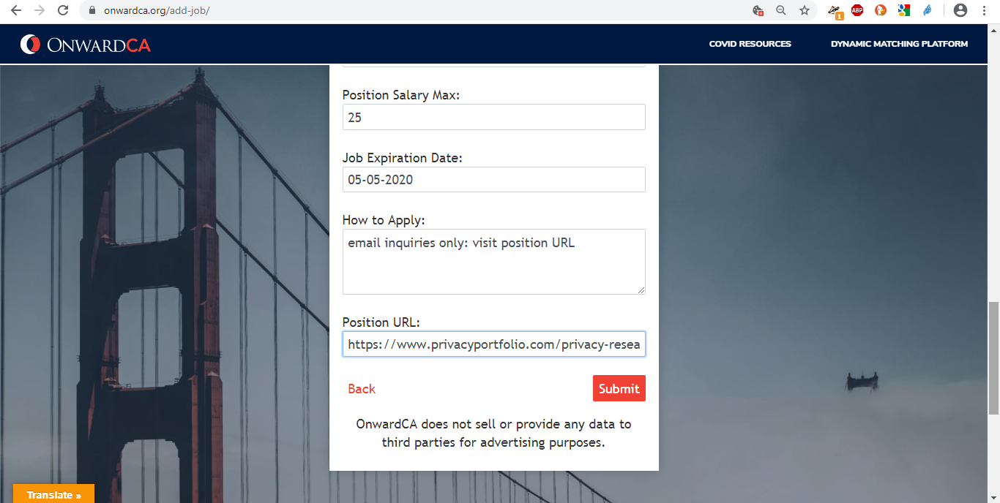 onwardca.org/add-job/
1
ABP
ONWARDCA
COVID RESOURCES
DYNAMIC MATCHING PLATFORM
Position Salary Max:
25
Job Expiration Date:
05-05-2020
How to Apply:
email inquiries only: visit position URL
Position URL:
https://www.privacyportfolio.com/privacy-resea
Back
Submit
OnwardCA does not sell or provide any data to
third parties for advertising purposes.
Translate »